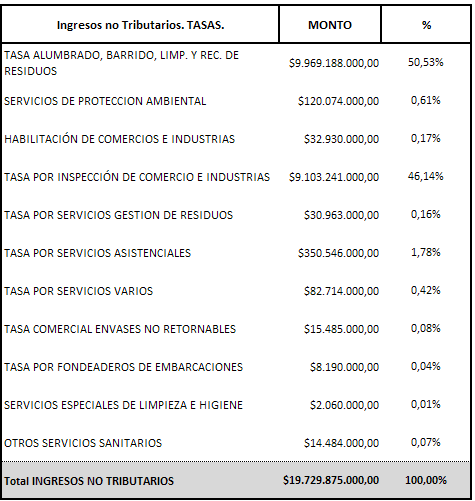 Ingresos no Tributarios. TASAS. MONTO %
TASA ALUMBRADO, BARRIDO, LIMP. Y REC. DE
RESIDUOS $9.969.188.000,00 50,53%
SERVICIOS DE PROTECCION AMBIENTAL $120.074.000,00 0,61%
HABILITACIÓN DE COMERCIOS E INDUSTRIAS $32.930.000,00 0,17%
TASA POR INSPECCIÓN DE COMERCIO E INDUSTRIAS $9.103.241.000,00 46,14%
TASA POR SERVICIOS GESTION DE RESIDUOS $30.963.000,00 0,16%
TASA POR SERVICIOS ASISTENCIALES $350.546.000,00 1,78%
TASA POR SERVICIOS VARIOS $82.714.000,00 0,42%
TASA COMERCIAL ENVASES NO RETORNABLES $15.485.000,00 0,08%
TASA POR FONDEADEROS DE EMBARCACIONES $8.190.000,00 0,04%
SERVICIOS ESPECIALES DE LIMPIEZA E HIGIENE $2.060.000,00 0,01%
OTROS SERVICIOS SANITARIOS $14.484.000,00 0,07%
Total INGRESOS NO TRIBUTARIOS $19.729.875.000,00 100,00%